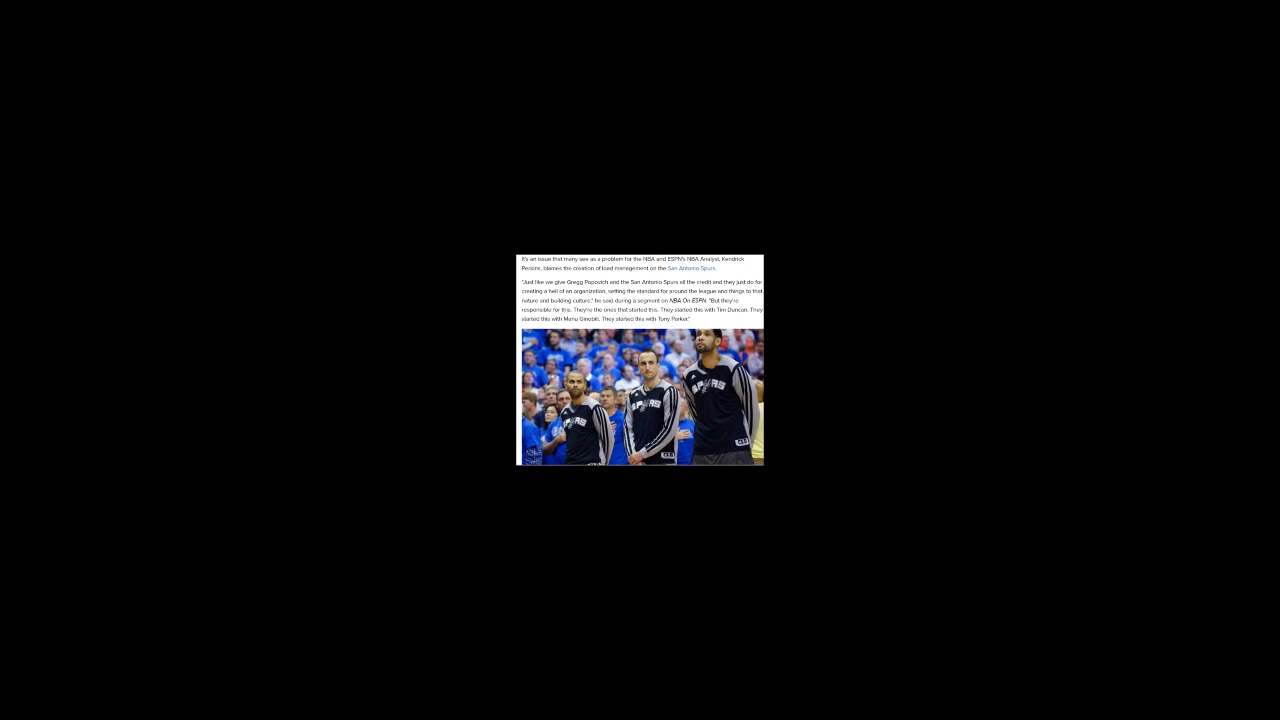 It's an issue that many see as a problem for the NBA and ESPN's NBA Analyst, Kendrick
Perkins, blames the creation of load management on the San Antonio Spurs.
"Just like we give Gregg Popovich and the San Antonio Spurs all the credit and they just do for
creating a hell of an organization, setting the standard for around the league and things to that
nature and building culture," he said during a segment on NBA On ESPN. "But they're
responsible for this. They're the ones that started this. They started this with Tim Duncan. They
started this with Manu Ginobili. They started this with Tony Parker."
SPURS
SPURS
SPURS